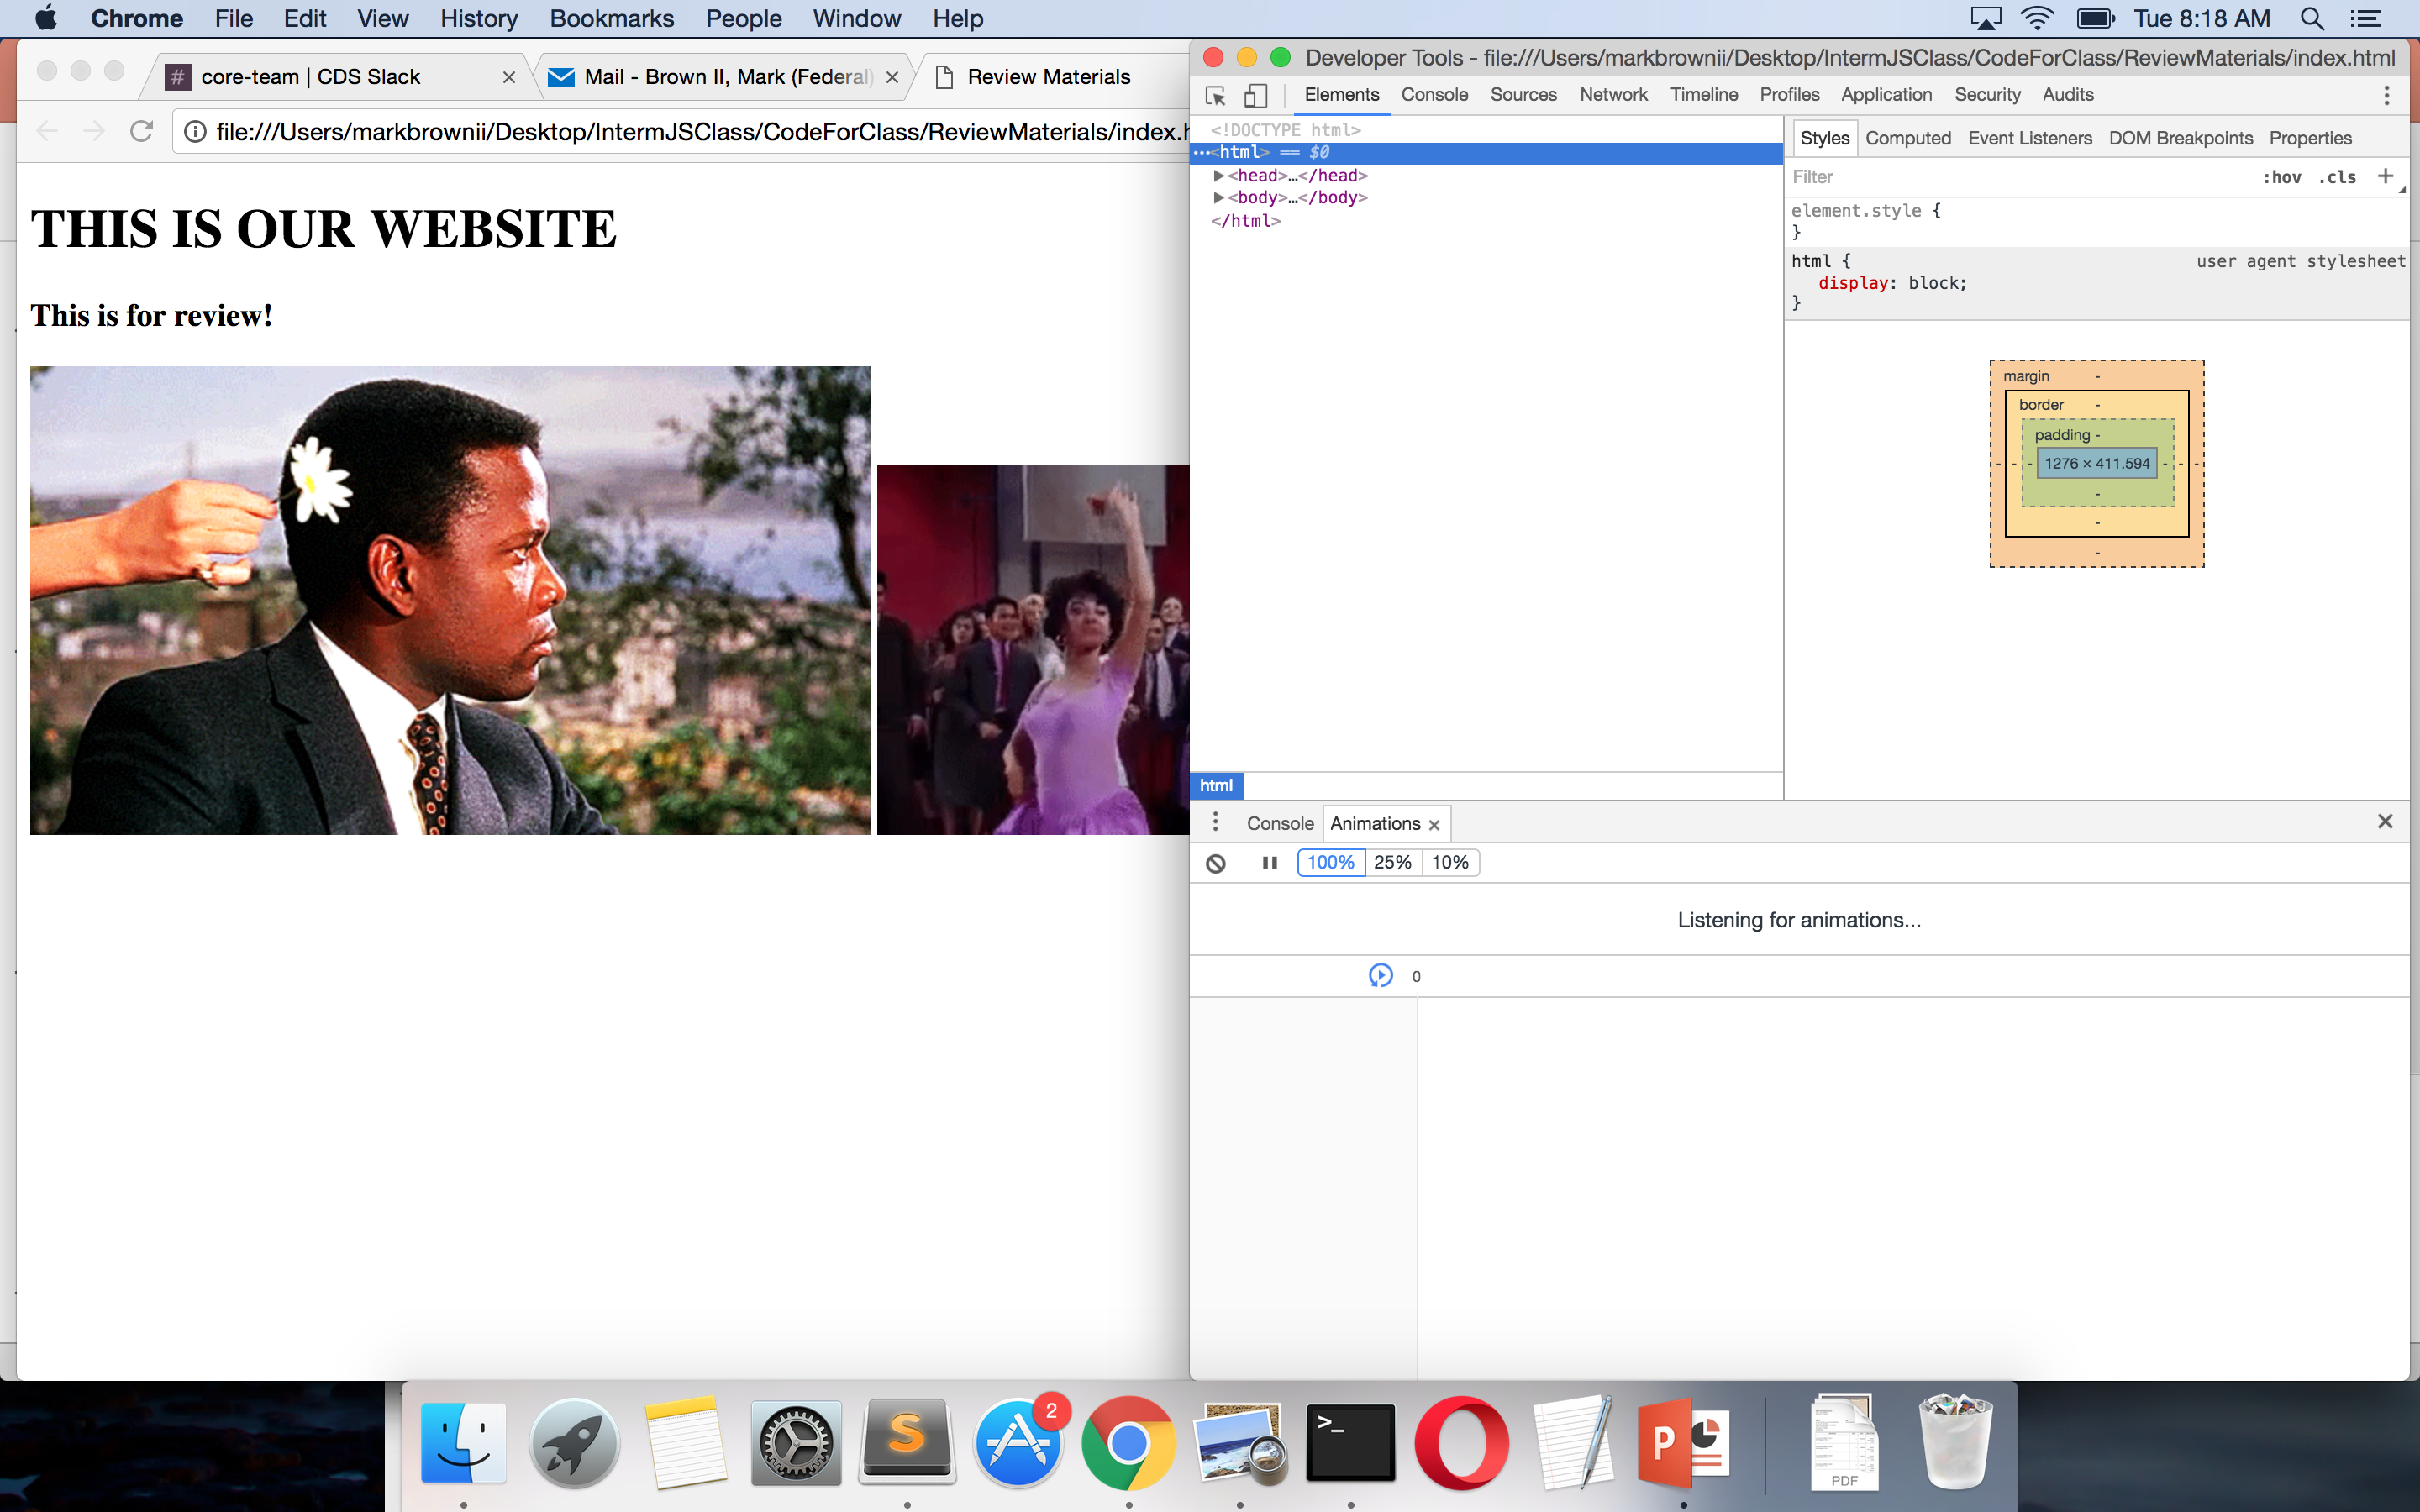 Chrome File Edit View History Bookmarks People Window Help Tue 8:18 AM
# core-team | CDS Slack × Mail - Brown II, Mark (Federal) × Review Materials
file:///Users/markbrownii/Desktop/IntermJSClass/CodeForClass/ReviewMaterials/index.h
THIS IS OUR WEBSITE
This is for review!
Developer Tools - file:///Users/markbrownii/Desktop/IntermJSClass/CodeForClass/ReviewMaterials/index.html
Elements Console Sources Network Timeline Profiles Application Security Audits
<!DOCTYPE html>
…<html> == $0
<head>…</head>
<body>…</body>
</html>
html
Styles Computed Event Listeners DOM Breakpoints Properties
Filter :hov .cls +
element.style {
}
html { user agent stylesheet
display: block;
}
margin -
border -
padding -
- - - 1276 × 411.594 - - -
-
-
-
Console Animations ×
100% 25% 10%
Listening for animations...
0
S 2 >_ P PDF